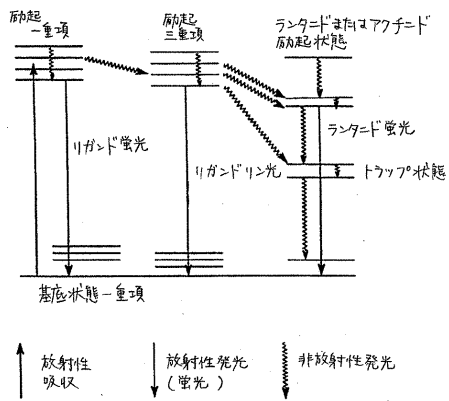 励起
一重項
励起
三重項
ランタニドまたはアクチニド
励起状態
リガンド蛍光
リガンドリン光
ランタニド蛍光
トラップ状態
基底状態一重項
放射性
吸収
放射性発光
(蛍光)
非放射性発光